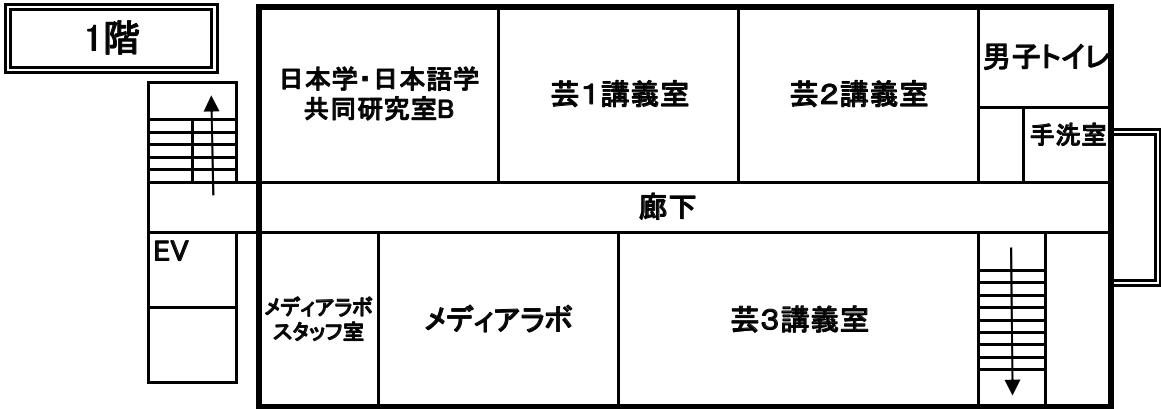 1階
日本学・日本語学
共同研究室B
芸1講義室
芸2講義室
男子トイレ
手洗室
廊下
EV
メディアラボ
スタッフ室
メディアラボ
芸3講義室